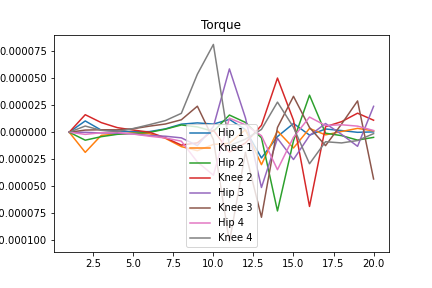 Torque
0.000075
0.000050
0.000025
0.000000
0.000025
0.000050
0.000075
0.000100
Hip 1
Knee 1
Hip 2
Knee 2
Hip 3
Knee 3
Hip 4
Knee 4
2.5 5.0 7.5 10.0 12.5 15.0 17.5 20.0